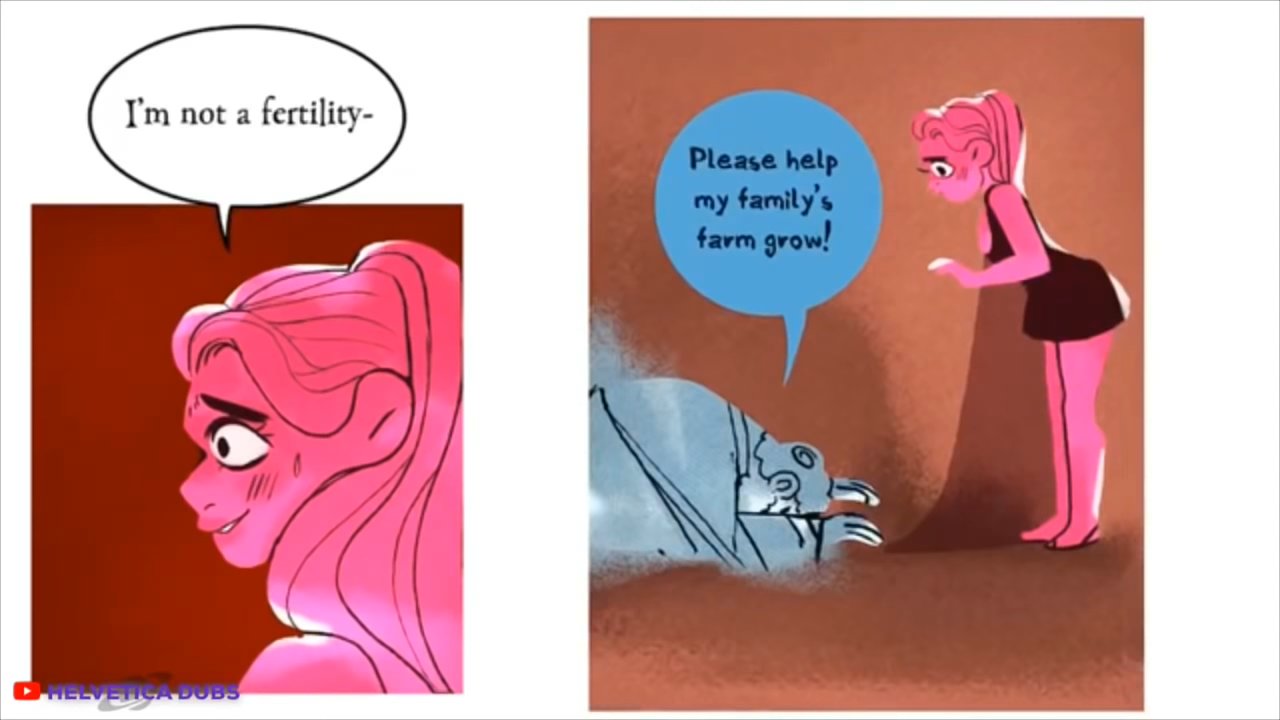 I'm not a fertility-
Please help
my family's
farm grow!
HELVETICA DUBS